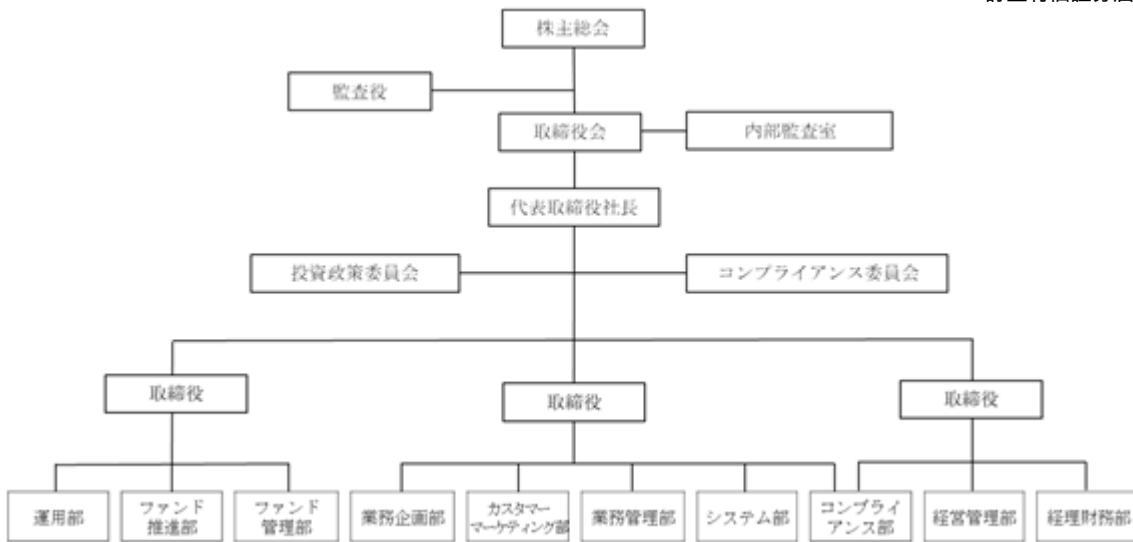 株主総会
監査役
取締役会
内部監査室
代表取締役社長
投資政策委員会
コンプライアンス委員会
取締役
取締役
取締役
運用部
ファンド
推進部
ファンド
管理部
業務企画部
カスタマー
マーケティング部
業務管理部
システム部
コンプライ
アンス部
経営管理部
経理財務部